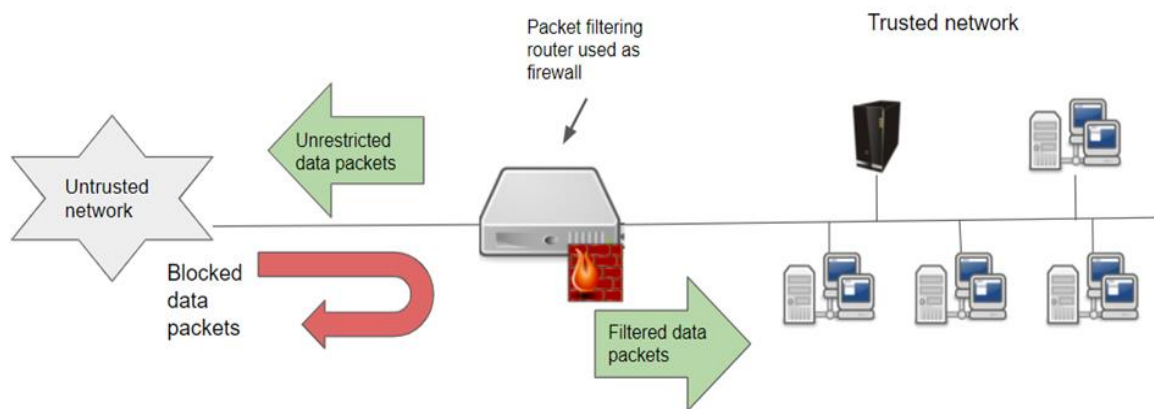 Packet filtering
router used as
firewall
Trusted network
Unrestricted
data packets
Untrusted
network
Blocked
data
packets
Filtered data
packets